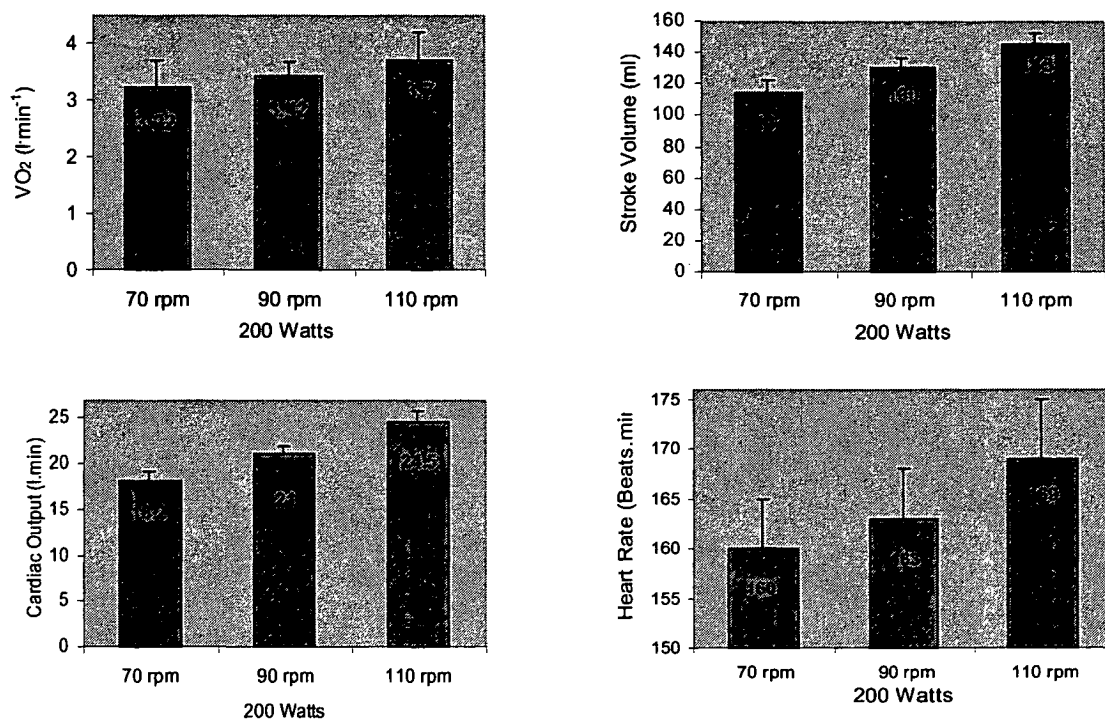 VO₂ (l·min⁻¹)
4
3
2
1
0
70 rpm 90 rpm 110 rpm
200 Watts
Stroke Volume (ml)
160
140
120
100
80
60
40
20
0
70 rpm 90 rpm 110 rpm
200 Watts
Cardiac Output (l.min)
25
20
15
10
5
0
70 rpm 90 rpm 110 rpm
200 Watts
Heart Rate (Beats.min
175
170
165
160
155
150
160
70 rpm 90 rpm 110 rpm
200 Watts